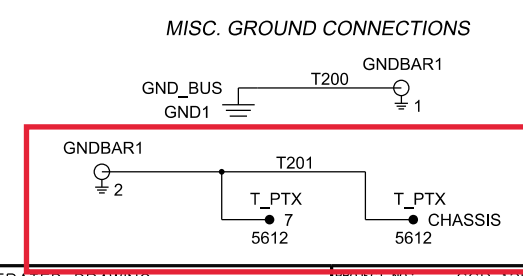 MISC. GROUND CONNECTIONS
GNDBAR1
GND_BUS T200
GND1 1
GNDBAR1
T201
2
T_PTX T_PTX
7 CHASSIS
5612 5612